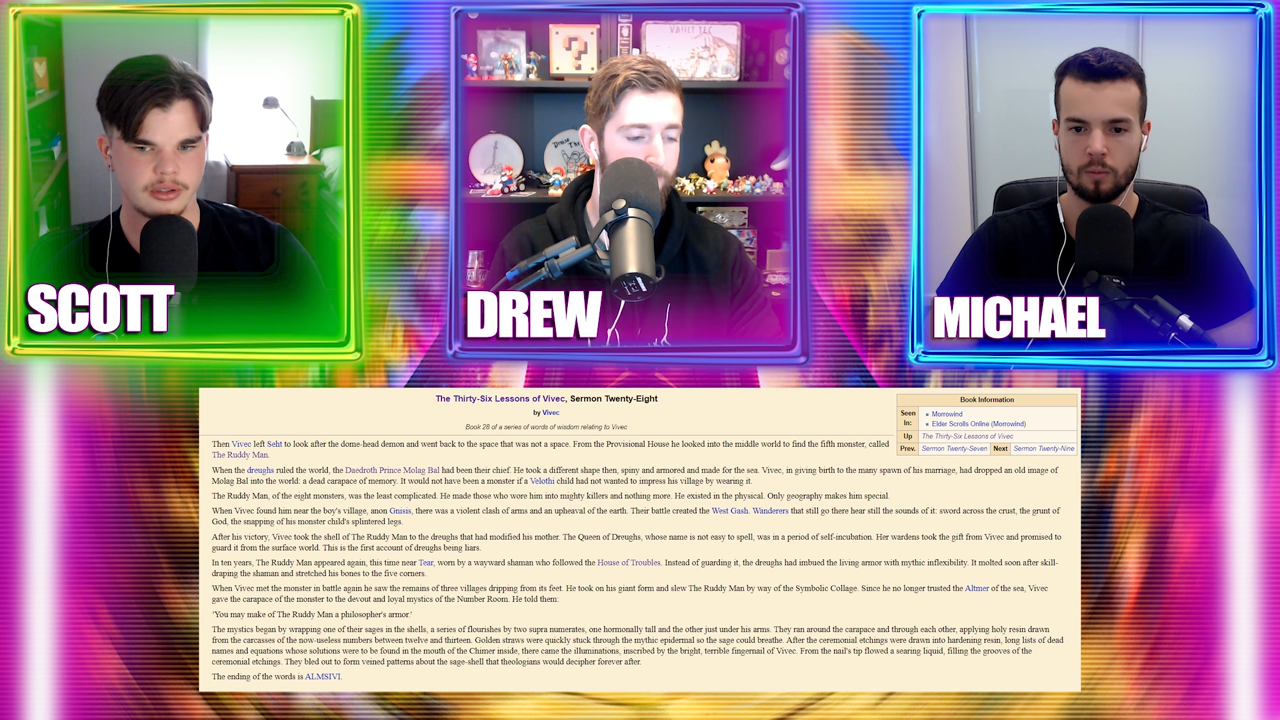 VAULT-TEC
SCOTT
DREW
MICHAEL
The Thirty-Six Lessons of Vivec, Sermon Twenty-Eight
by Vivec
Book 28 of a series of words of wisdom relating to Vivec
Book Information
Seen In:
Morrowind
Elder Scrolls Online (Morrowind)
Up
The Thirty-Six Lessons of Vivec
Prev. Sermon Twenty-Seven Next Sermon Twenty-Nine
Then Vivec left Seht to look after the dome-head demon and went back to the space that was not a space. From the Provisional House he looked into the middle world to find the fifth monster, called
The Ruddy Man.
When the dreughs ruled the world, the Daedroth Prince Molag Bal had been their chief. He took a different shape then, spiny and armored and made for the sea. Vivec, in giving birth to the many spawn of his marriage, had dropped an old image of
Molag Bal into the world: a dead carapace of memory. It would not have been a monster if a Velothi child had not wanted to impress his village by wearing it.
The Ruddy Man, of the eight monsters, was the least complicated. He made those who wore him into mighty killers and nothing more. He existed in the physical. Only geography makes him special.
When Vivec found him near the boy's village, anon Gnisis, there was a violent clash of arms and an upheaval of the earth. Their battle created the West Gash. Wanderers that still go there hear still the sounds of it: sword across the crust, the grunt of
God, the snapping of his monster child's splintered legs.
After his victory, Vivec took the shell of The Ruddy Man to the dreughs that had modified his mother. The Queen of Dreughs, whose name is not easy to spell, was in a period of self-incubation. Her wardens took the gift from Vivec and promised to
guard it from the surface world. This is the first account of dreughs being liars.
In ten years, The Ruddy Man appeared again, this time near Tear, worn by a wayward shaman who followed the House of Troubles. Instead of guarding it, the dreughs had imbued the living armor with mythic inflexibility. It molted soon after skill-
draping the shaman and stretched his bones to the five corners.
When Vivec met the monster in battle again he saw the remains of three villages dripping from its feet. He took on his giant form and slew The Ruddy Man by way of the Symbolic Collage. Since he no longer trusted the Altmer of the sea, Vivec
gave the carapace of the monster to the devout and loyal mystics of the Number Room. He told them:
'You may make of The Ruddy Man a philosopher's armor.'
The mystics began by wrapping one of their sages in the shells, a series of flourishes by two supra numerates, one hormonally tall and the other just under his arms. They ran around the carapace and through each other, applying holy resin drawn
from the carcasses of the now-useless numbers between twelve and thirteen. Golden straws were quickly stuck through the mythic epidermal so the sage could breathe. After the ceremonial etchings were drawn into hardening resin, long lists of dead
names and equations whose solutions were to be found in the mouth of the Chimer inside, there came the illuminations, inscribed by the bright, terrible fingernail of Vivec. From the nail's tip flowed a searing liquid, filling the grooves of the
ceremonial etchings. They bled out to form veined patterns about the sage-shell that theologians would decipher forever after.
The ending of the words is ALMSIVI.